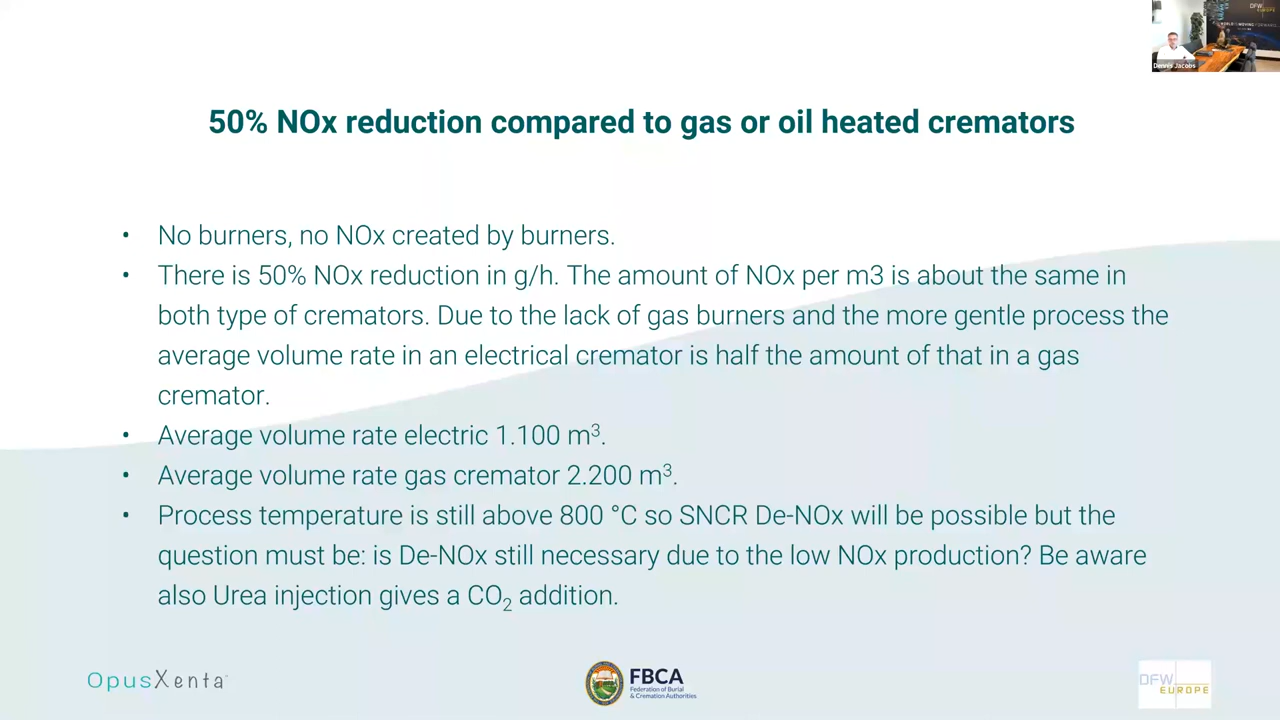 DFW
EUROPE
Dennis Jacobs
50% NOx reduction compared to gas or oil heated cremators
• No burners, no NOx created by burners.
• There is 50% NOx reduction in g/h. The amount of NOx per m3 is about the same in
both type of cremators. Due to the lack of gas burners and the more gentle process the
average volume rate in an electrical cremator is half the amount of that in a gas
cremator.
• Average volume rate electric 1.100 m³.
• Average volume rate gas cremator 2.200 m³.
• Process temperature is still above 800 °C so SNCR De-NOx will be possible but the
question must be: is De-NOx still necessary due to the low NOx production? Be aware
also Urea injection gives a CO₂ addition.
OpusXenta
FBCA
Federation of Burial
& Cremation Authorities
DFW
EUROPE